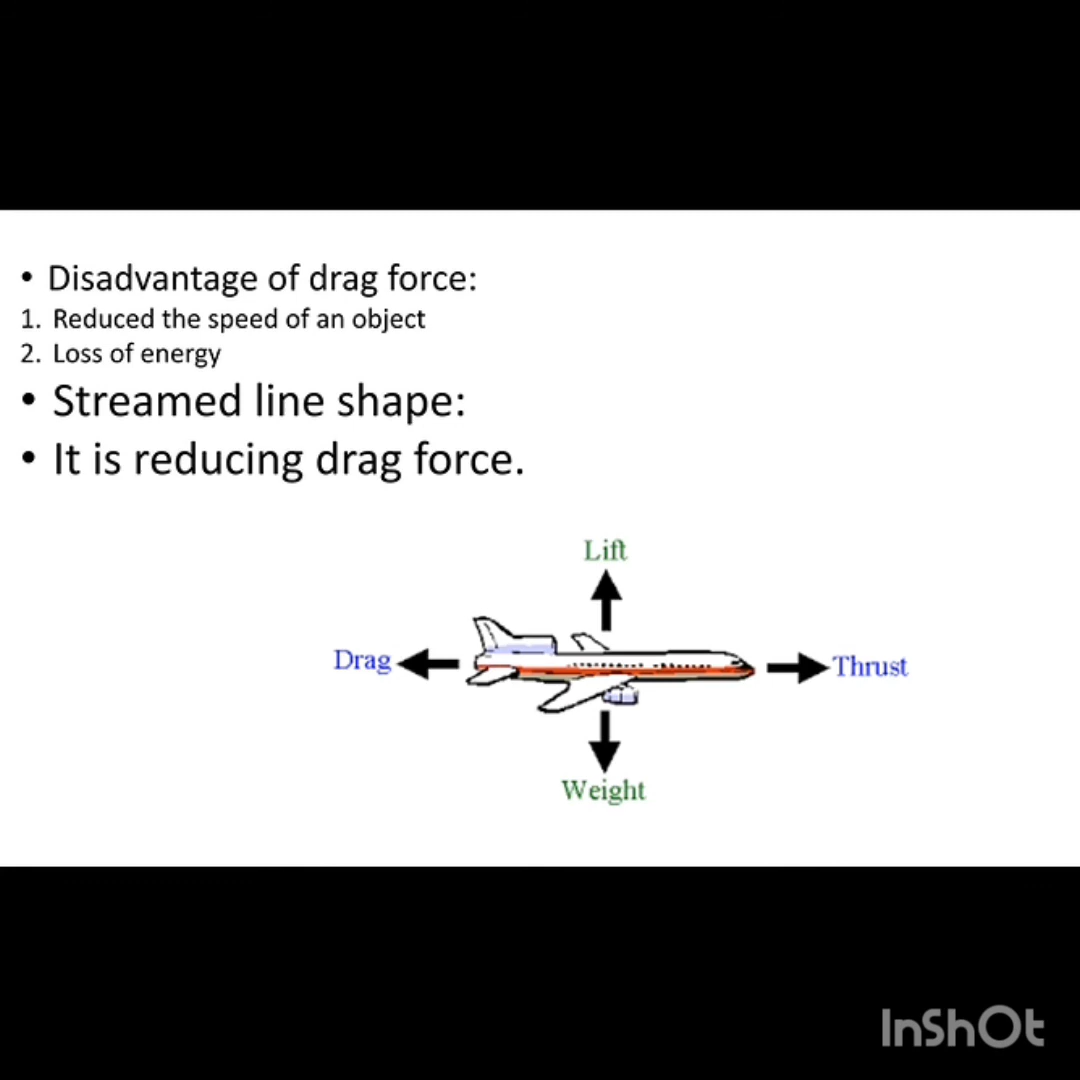 • Disadvantage of drag force:
1. Reduced the speed of an object
2. Loss of energy
• Streamed line shape:
• It is reducing drag force.
Lift
Drag
Thrust
Weight
InShOt